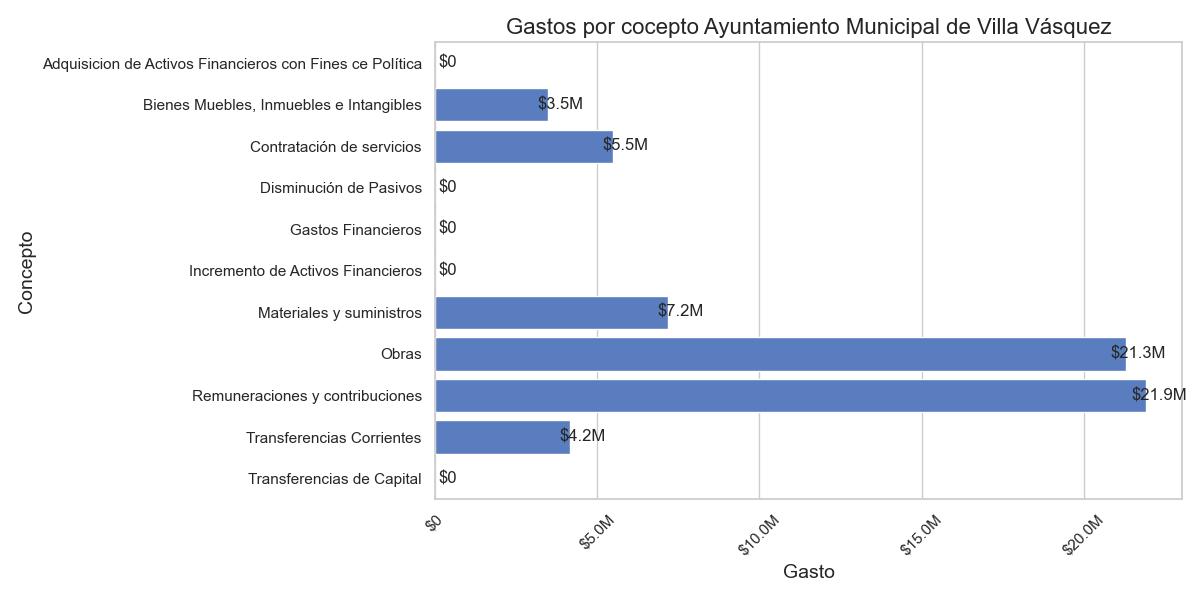 Gastos por cocepto Ayuntamiento Municipal de Villa Vásquez
Adquisicion de Activos Financieros con Fines ce Política $0
Bienes Muebles, Inmuebles e Intangibles $3.5M
Contratación de servicios $5.5M
Disminución de Pasivos $0
Gastos Financieros $0
Incremento de Activos Financieros $0
Materiales y suministros $7.2M
Obras $21.3M
Remuneraciones y contribuciones $21.9M
Transferencias Corrientes $4.2M
Transferencias de Capital $0
Concepto
$0 $5.0M $10.0M $15.0M $20.0M
Gasto